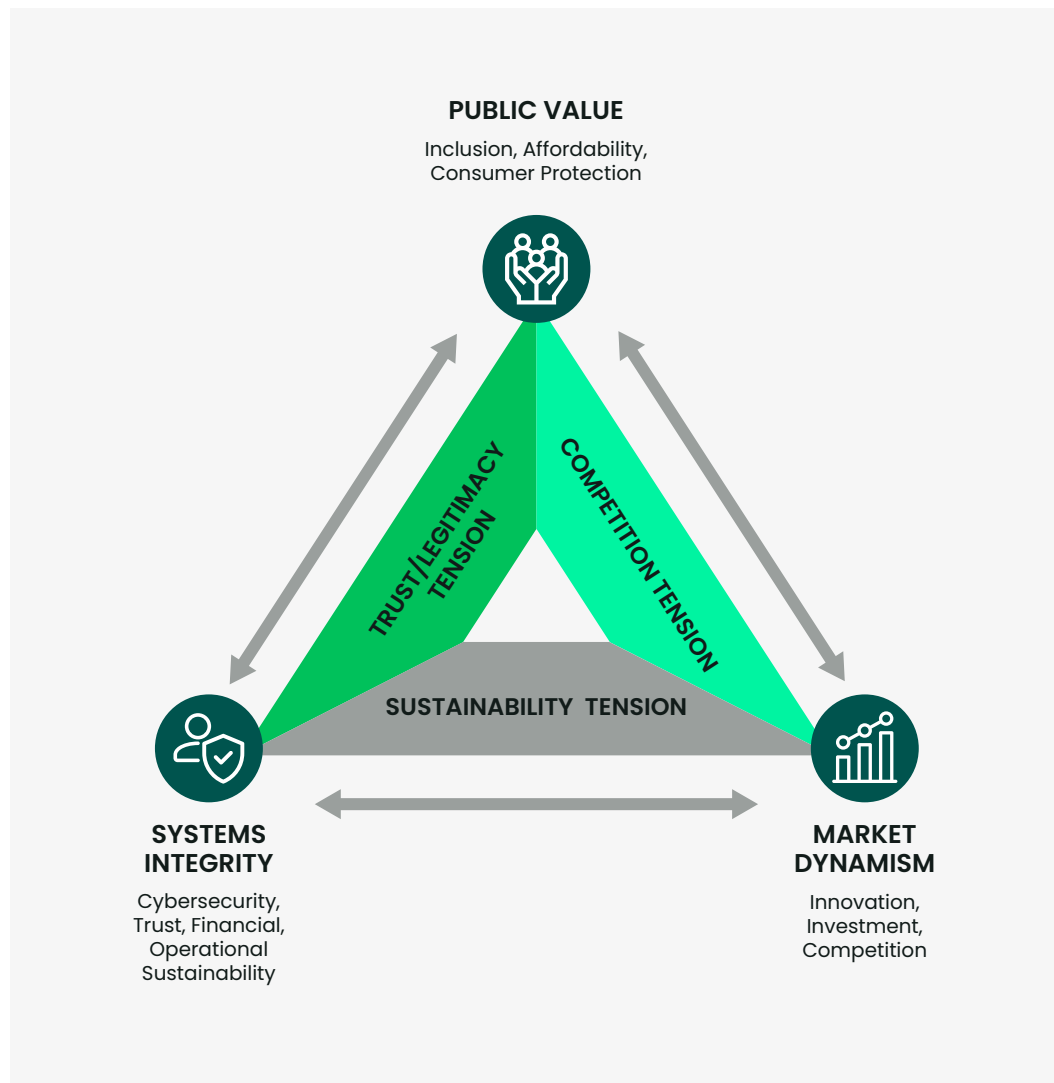 PUBLIC VALUE
Inclusion, Affordability,
Consumer Protection
TRUST/LEGITIMACY
TENSION
COMPETITION TENSION
SUSTAINABILITY TENSION
SYSTEMS
INTEGRITY
Cybersecurity,
Trust, Financial,
Operational
Sustainability
MARKET
DYNAMISM
Innovation,
Investment,
Competition